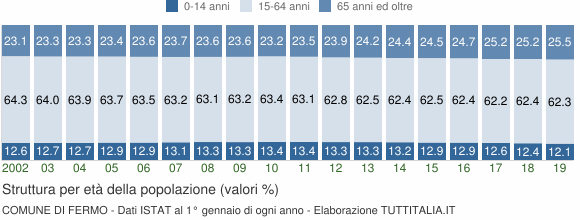 0-14 anni 15-64 anni 65 anni ed oltre
23.1 23.3 23.3 23.4 23.6 23.7 23.6 23.6 23.2 23.5 23.9 24.2 24.4 24.5 24.7 25.2 25.2 25.5
64.3 64.0 63.9 63.7 63.5 63.2 63.1 63.2 63.4 63.1 62.8 62.5 62.4 62.5 62.4 62.2 62.4 62.3
12.6 12.7 12.7 12.9 12.9 13.1 13.3 13.3 13.4 13.4 13.3 13.3 13.2 12.9 12.9 12.6 12.4 12.1
2002 03 04 05 06 07 08 09 10 11 12 13 14 15 16 17 18 19
Struttura per età della popolazione (valori %)
COMUNE DI FERMO - Dati ISTAT al 1° gennaio di ogni anno - Elaborazione TUTTITALIA.IT